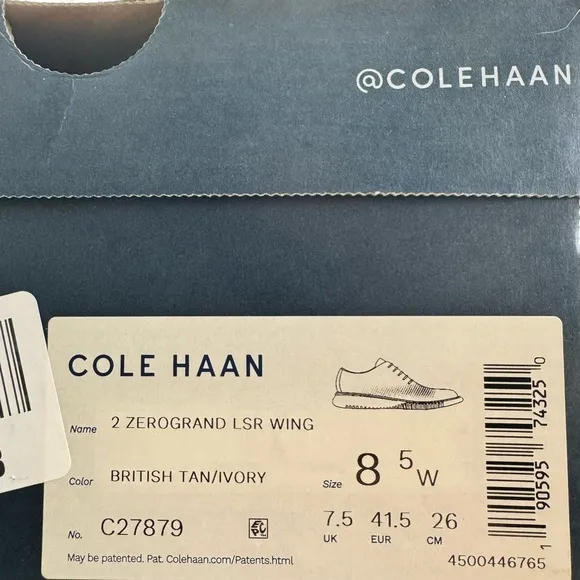 @COLEHAAN
COLE HAAN
Name 2 ZEROGRAND LSR WING
Color BRITISH TAN/IVORY Size 8 5 W
No. C27879 7.5 41.5 26
UK EUR CM
May be patented. Pat. Colehaan.com/Patents.html 4500446765
1 90595 74325 0